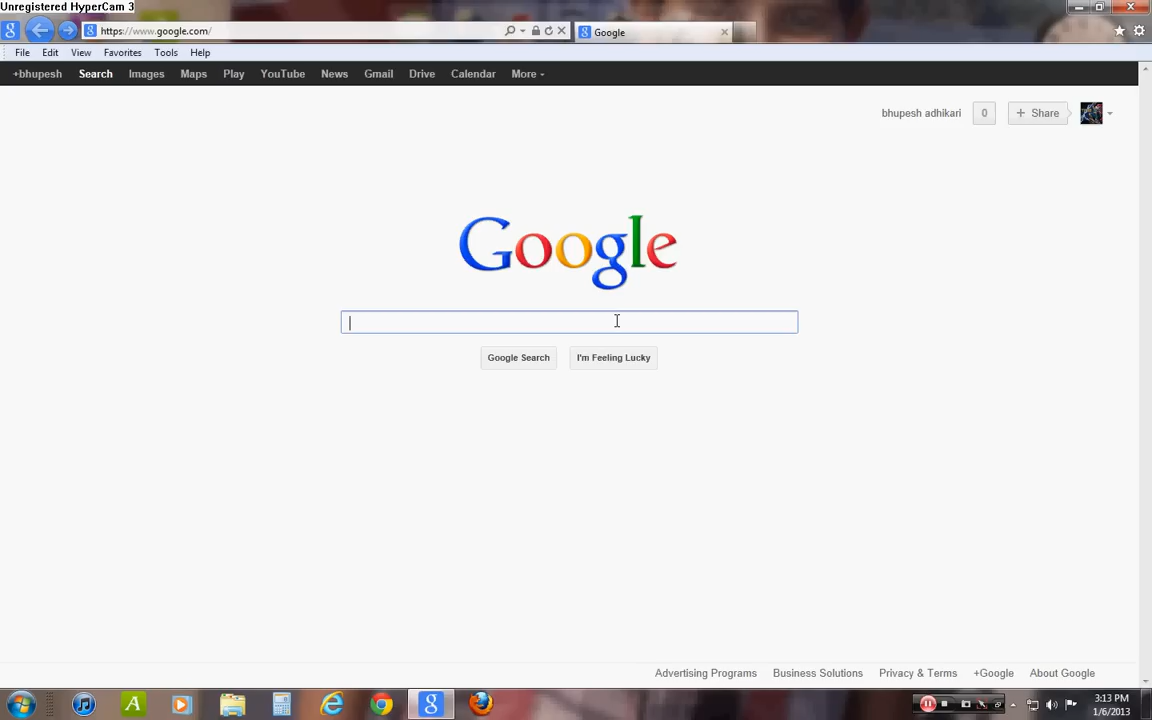 Unregistered HyperCam 3
https://www.google.com/
Google
File Edit View Favorites Tools Help
+bhupesh Search Images Maps Play YouTube News Gmail Drive Calendar More
bhupesh adhikari 0 + Share
Google
Google Search I'm Feeling Lucky
Advertising Programs Business Solutions Privacy & Terms +Google About Google
3:13 PM
1/6/2013